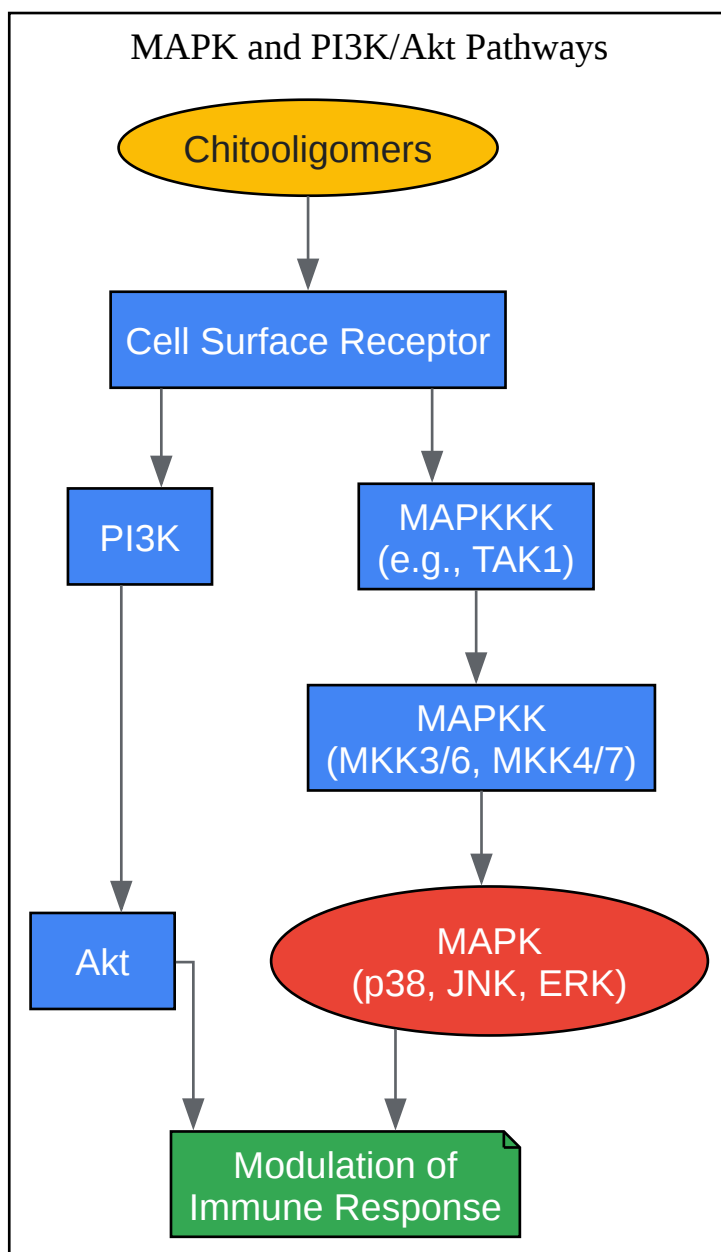 MAPK and PI3K/Akt Pathways
Chitooligomers
Cell Surface Receptor
PI3K
MAPKKK
(e.g., TAK1)
MAPKK
(MKK3/6, MKK4/7)
Akt
MAPK
(p38, JNK, ERK)
Modulation of
Immune Response